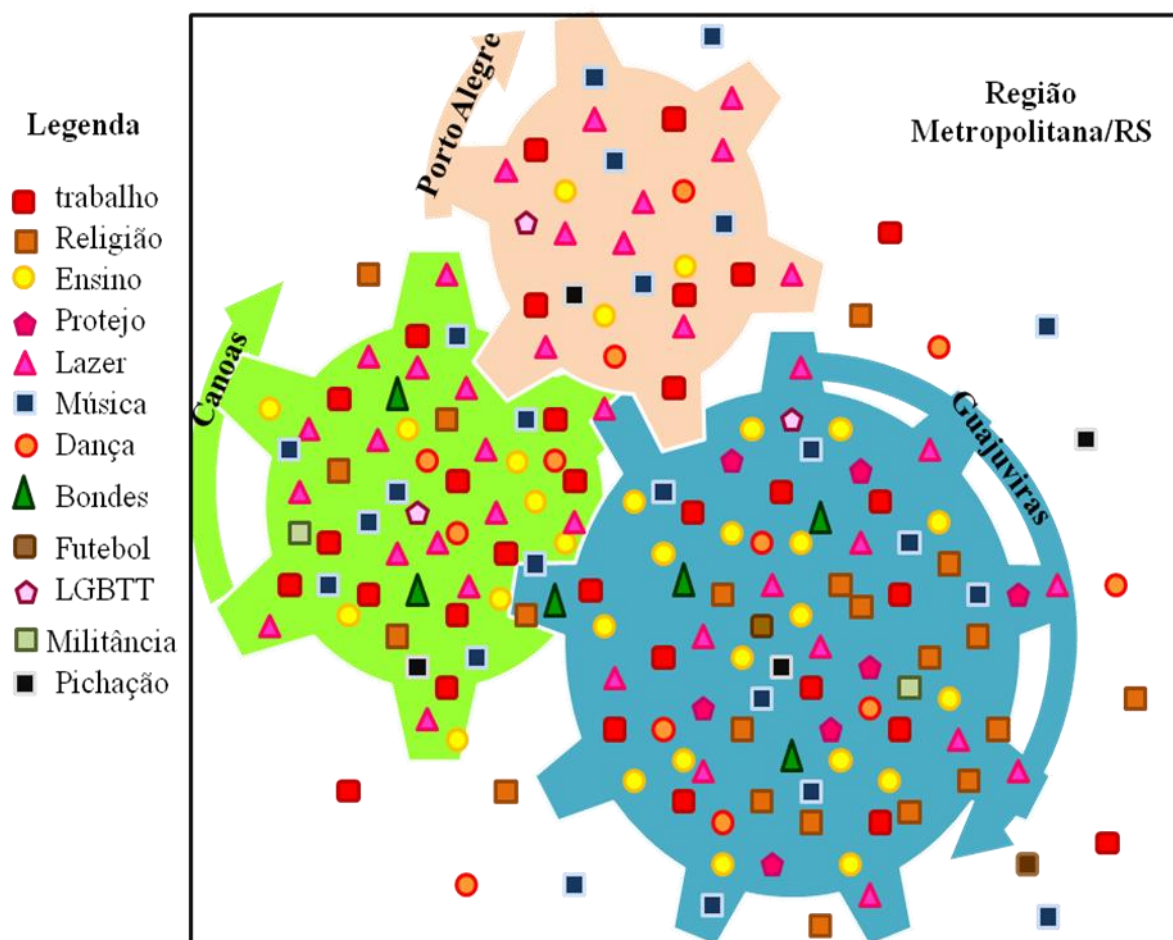 Legenda
trabalho
Religião
Ensino
Protejo
Lazer
Música
Dança
Bondes
Futebol
LGBTT
Militância
Pichação
Porto Alegre
Região
Metropolitana/RS
Canoas
Guajuviras